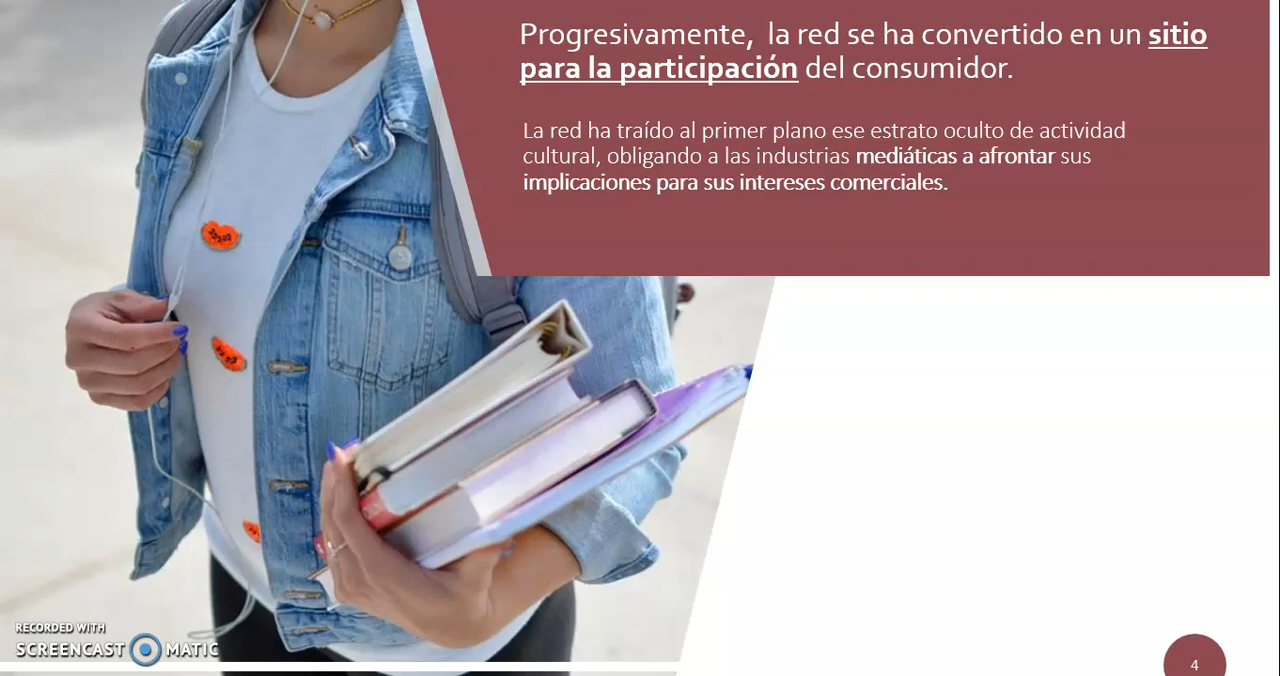 Progresivamente, la red se ha convertido en un sitio
para la participación del consumidor.
La red ha traído al primer plano ese estrato oculto de actividad
cultural, obligando a las industrias mediáticas a afrontar sus
implicaciones para sus intereses comerciales.
RECORDED WITH
SCREENCAST MATIC
4